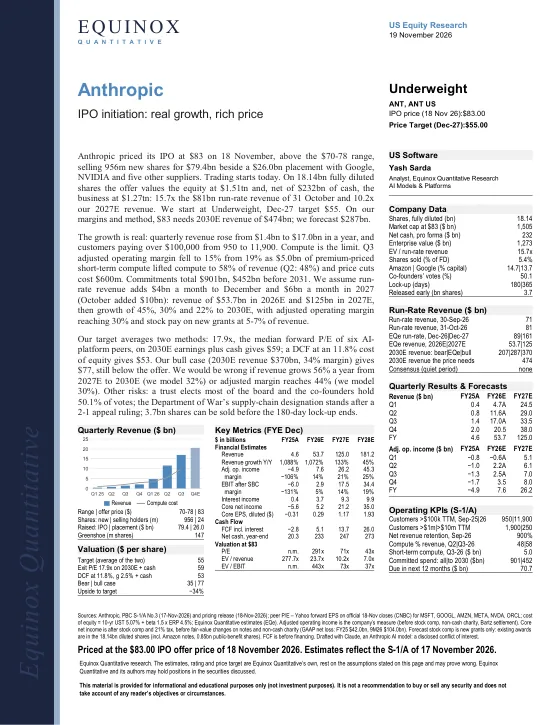 EQUINOX
QUANTITATIVE
US Equity Research
19 November 2026
Anthropic
IPO initiation: real growth, rich price
Underweight
ANT, ANT US
IPO price (18 Nov 26):$83.00
Price Target (Dec-27):$55.00
Anthropic priced its IPO at $83 on 18 November, above the $70-78 range,
selling 956m new shares for $79.4bn beside a $26.0bn placement with Google,
NVIDIA and five other suppliers. Trading starts today. On 18.14bn fully diluted
shares the offer values the equity at $1.51tn and, net of $232bn of cash, the
business at $1.27tn: 15.7x the $81bn run-rate revenue of 31 October and 10.2x
our 2027E revenue. We start at Underweight, Dec-27 target $55. On our
margins and method, $83 needs 2030E revenue of $474bn; we forecast $287bn.
The growth is real: quarterly revenue rose from $1.4bn to $17.0bn in a year, and
customers paying over $100,000 from 950 to 11,900. Compute is the limit. Q3
adjusted operating margin fell to 15% from 19% as $5.0bn of premium-priced
short-term compute lifted compute to 58% of revenue (Q2: 48%) and price cuts
cost $600m. Commitments total $901bn, $452bn before 2031. We assume run-
rate revenue adds $4bn a month to December and $6bn a month in 2027
(October added $10bn): revenue of $53.7bn in 2026E and $125bn in 2027E,
then growth of 45%, 30% and 22% to 2030E, with adjusted operating
margin reaching 30% and stock pay on new grants at 5-7% of revenue.
Our target averages two methods: 17.9x, the median forward P/E of six AI-
platform peers, on 2030E earnings plus cash gives $59; a DCF at an 11.8% cost
of equity gives $53. Our bull case (2030E revenue $370bn, 34% margin) gives
$77, still below the offer. We would be wrong if revenue grows 56% a year from
2027E to 2030E (we model 32%) or adjusted margin reaches 44% (we model
30%). Other risks: a trust elects most of the board and the co-founders hold
50.1% of votes; the Department of War's supply-chain designation stands after a
2-1 appeal ruling; 3.7bn shares can be sold before the 180-day lock-up ends.
US Software
Yash Sarda
Analyst, Equinox Quantitative Research
AI Models & Platforms
Company Data
Shares, fully diluted (bn) 18.14
Market cap at $83 ($ bn) 1,505
Net cash, pro forma ($ bn) 232
Enterprise value ($ bn) 1,273
EV / run-rate revenue 15.7x
Shares sold (% of FD) 5.4%
Amazon | Google (% capital) 14.7|13.7
Co-founders' votes (%) 50.1
Lock-up (days) 180|365
Released early (bn shares) 3.7
Run-Rate Revenue ($ bn)
Run-rate revenue, 30-Sep-26 71
Run-rate revenue, 31-Oct-26 81
EQe run-rate, Dec-26|Dec-27 89|161
EQe revenue, 2026E|2027E 53.7|125
2030E revenue: bear|EQe|bull 207|287|370
2030E revenue the price needs 474
Consensus (quiet period) none
Quarterly Results & Forecasts
Revenue ($ bn) FY25A FY26E FY27E
Q1 0.4 4.7A 24.5
Q2 0.8 11.6A 29.0
Q3 1.4 17.0A 33.5
Q4 2.0 20.5 38.0
FY 4.6 53.7 125.0
Adj. op. income ($ bn) FY25A FY26E FY27E
Q1 −0.8 −0.6A 5.1
Q2 −1.0 2.2A 6.1
Q3 −1.3 2.5A 7.0
Q4 −1.7 3.5 8.0
FY −4.9 7.6 26.2
Operating KPIs (S-1/A)
Customers >$100k TTM, Sep-25|26 950|11,900
Customers >$1m|>$10m TTM 1,900|250
Net revenue retention, Sep-26
Compute % revenue, Q2|Q3-26 48|58
Short-term compute, Q3-26 ($ bn) 5.0
Committed compute: all|to 2030 ($ bn) 901|452
Due in next 12 months ($ bn) 70.7
Quarterly Revenue ($ bn)
25
20
15
10
5
0
Q1 25 Q2 Q3 Q4 Q1 26 Q2 Q3 Q4E
Revenue Compute cost
Range | offer price ($) 70-78 | 83
Shares: new | selling holders (m) 956 | 24
Raised: IPO | placement ($ bn) 79.4 | 26.0
Greenshoe (m shares) 147
Valuation ($ per share)
Target (average of the two) 55
Exit P/E 17.9x on 2030E + cash 59
DCF at 11.8%, g 2.5% + cash 53
Bear | bull case 35 | 77
Upside to target −34%
Key Metrics (FYE Dec)
$ in billions FY25A FY26E FY27E FY28E
Financial Estimates
Revenue 4.6 53.7 125.0 181.2
Revenue growth Y/Y 1,088% 1,072% 133% 45%
Adj. op. income −4.9 7.6 26.2 45.3
margin −106% 14% 21% 25%
EBIT after SBC −6.0 2.9 17.5 34.4
margin −131% 5% 14% 19%
Interest income 0.4 3.7 9.3 9.9
Core net income −5.6 5.2 21.2 35.0
Core EPS, diluted ($) −0.31 0.29 1.17 1.93
Cash Flow
FCF incl. interest −2.8 5.1 13.7 26.0
Net cash, year-end 20.3 233 247 273
Valuation at $83
P/E n.m. 291x 71x 43x
EV / revenue 277.7x 23.7x 10.2x 7.0x
EV / EBIT n.m. 443x 73x 37x
Priced at the $83.00 IPO offer price of 18 November 2026. Estimates reflect the S-1/A of 17 November 2026.
Equinox Quantitative research. The estimates, rating and price target are Equinox Quantitative's own, rest on the assumptions stated on this page and may prove wrong. Equinox
Quantitative and its authors may hold positions in the securities discussed.
This material is provided for informational and educational purposes only (not investment purposes). It is not a recommendation to buy or sell any security and does not
take account of any reader's objectives or circumstances.
Equinox Quantitative